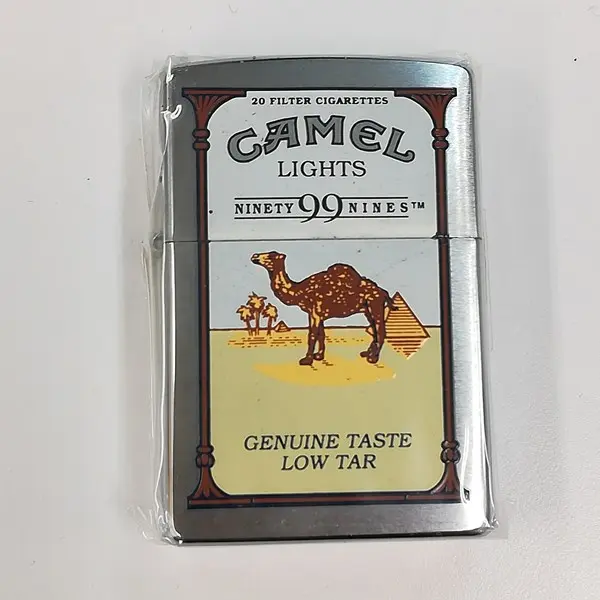 20 FILTER CIGARETTES
CAMEL
LIGHTS
NINETY 99 NINES™
GENUINE TASTE
LOW TAR